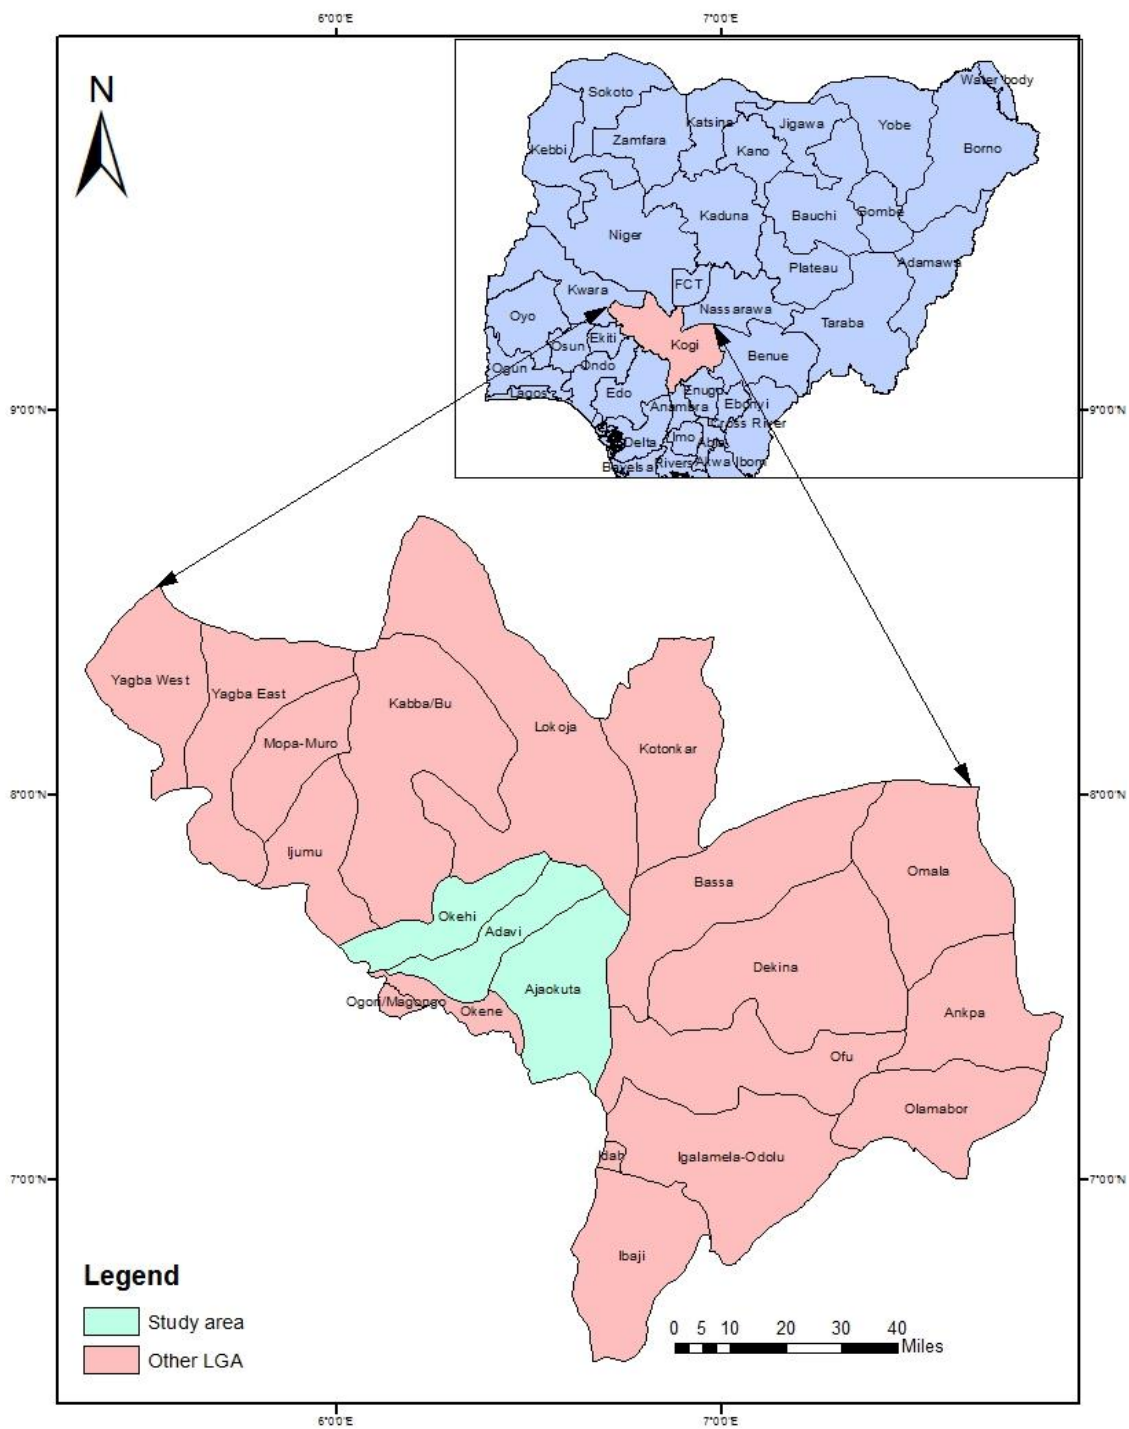 6°0'0"E
7°0'0"E
N
Water body
Sokoto
Katsina
Jigawa
Yobe
Zamfara
Kano
Borno
Kebbi
Kaduna
Bauchi
Gombe
Niger
Adamawa
Plateau
FCT
Kwara
Nassarawa
Oyo
Taraba
Ekiti
Osun
Kogi
Benue
Ogun
Ondo
Lagos
Edo
Enugu
Anambra
Ebonyi
Cross River
Delta
Imo
Abia
Bayelsa
Rivers
Akwa Ibom
9°0'0"N
9°0'0"N
Yagba West
Yagba East
Kabba/Bu
Lokoja
Mopa-Muro
Kotonkar
8°0'0"N
8°0'0"N
Ijumu
Omala
Bassa
Okehi
Adavi
Dekina
Ajaokuta
Ogori/Magongo
Okene
Ankpa
Ofu
Olamabor
Idah
Igalamela-Odolu
7°0'0"N
7°0'0"N
Ibaji
Legend
Study area
Other LGA
0 5 10 20 30 40
Miles
6°0'0"E
7°0'0"E